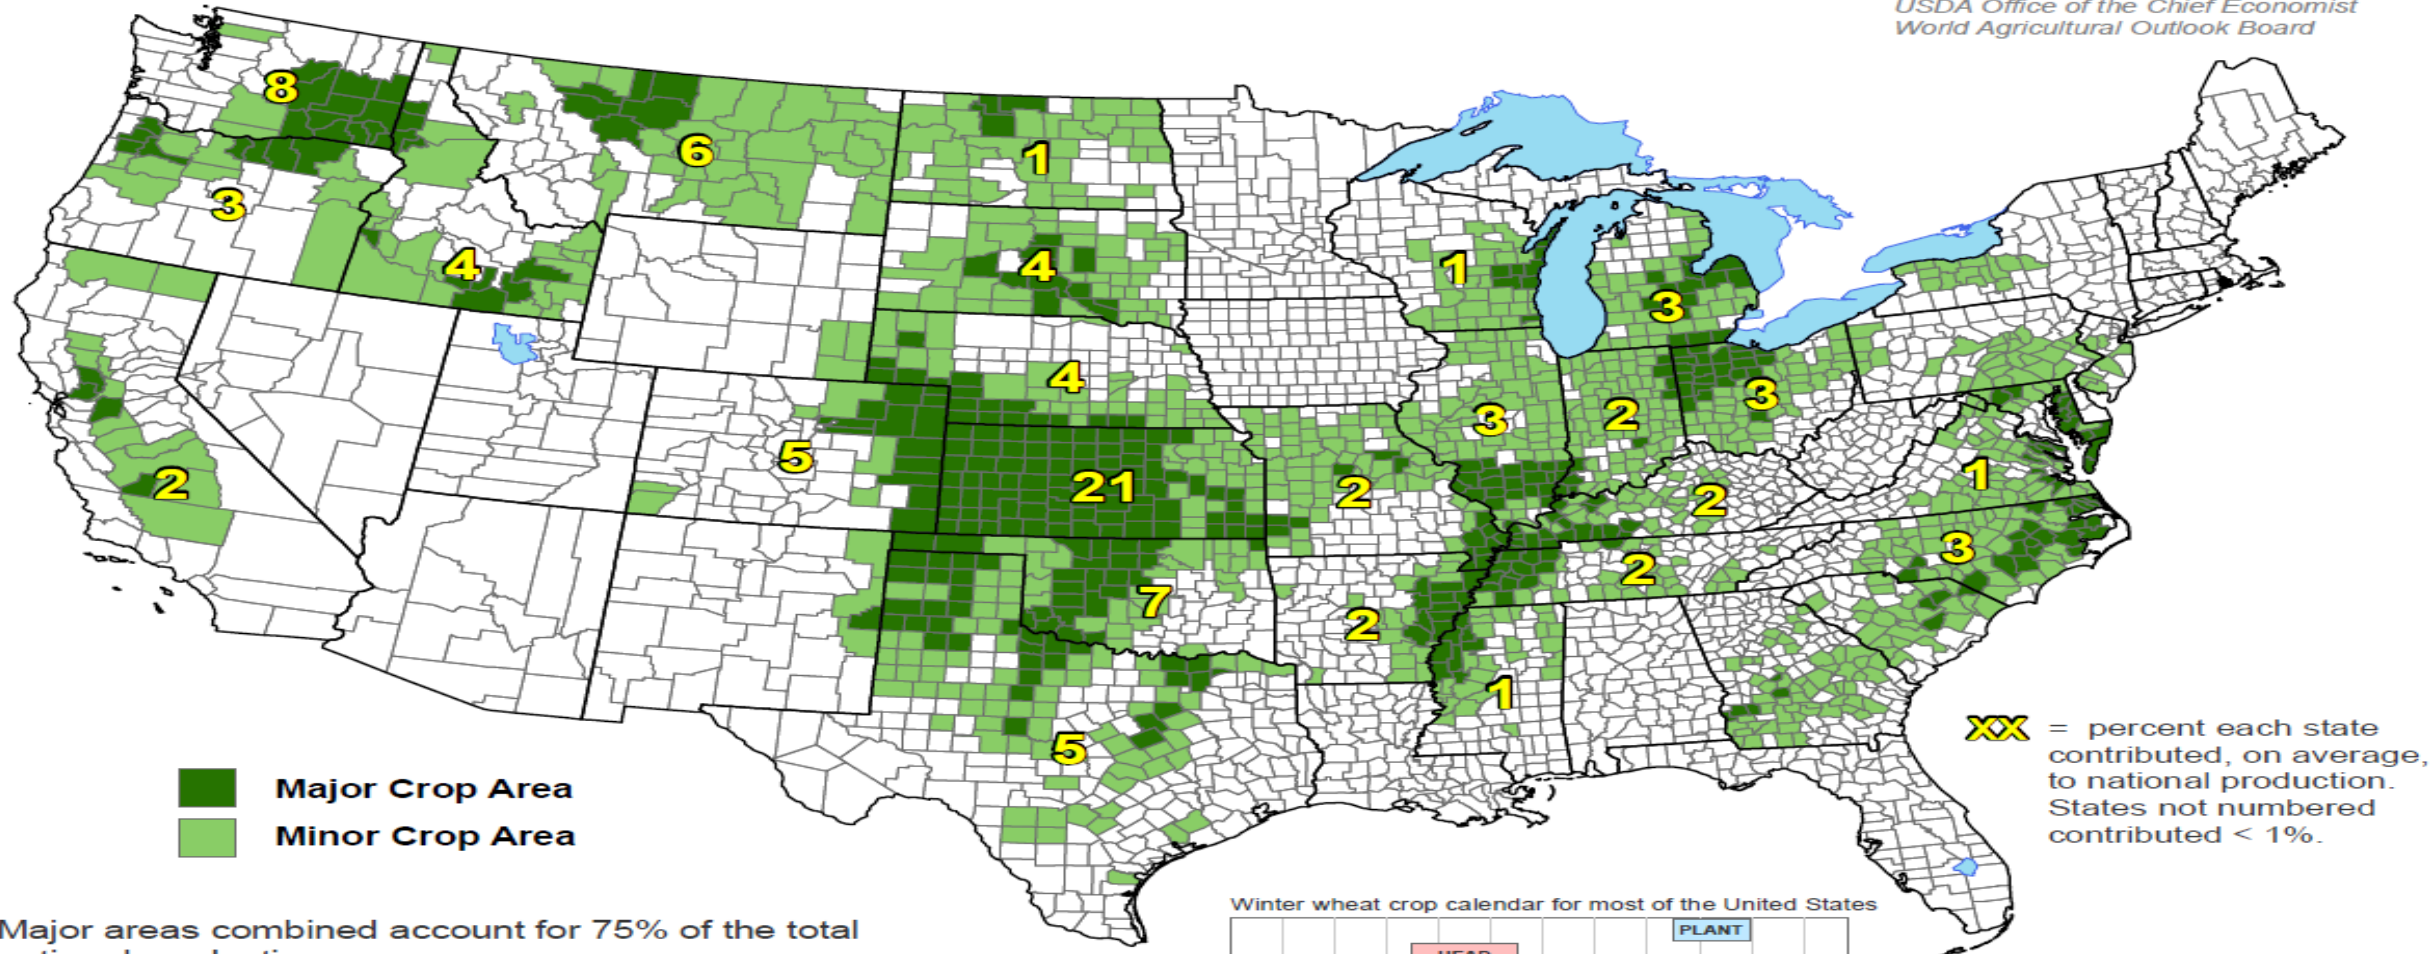 USDA Office of the Chief Economist
World Agricultural Outlook Board
8
6
1
3
4
4
1
3
4
3
2
3
5
2
21
2
2
1
3
7
2
2
1
5
2
XX = percent each state
contributed, on average,
to national production.
States not numbered
contributed < 1%.
Major Crop Area
Minor Crop Area
Major areas combined account for 75% of the total
Winter wheat crop calendar for most of the United States
PLANT